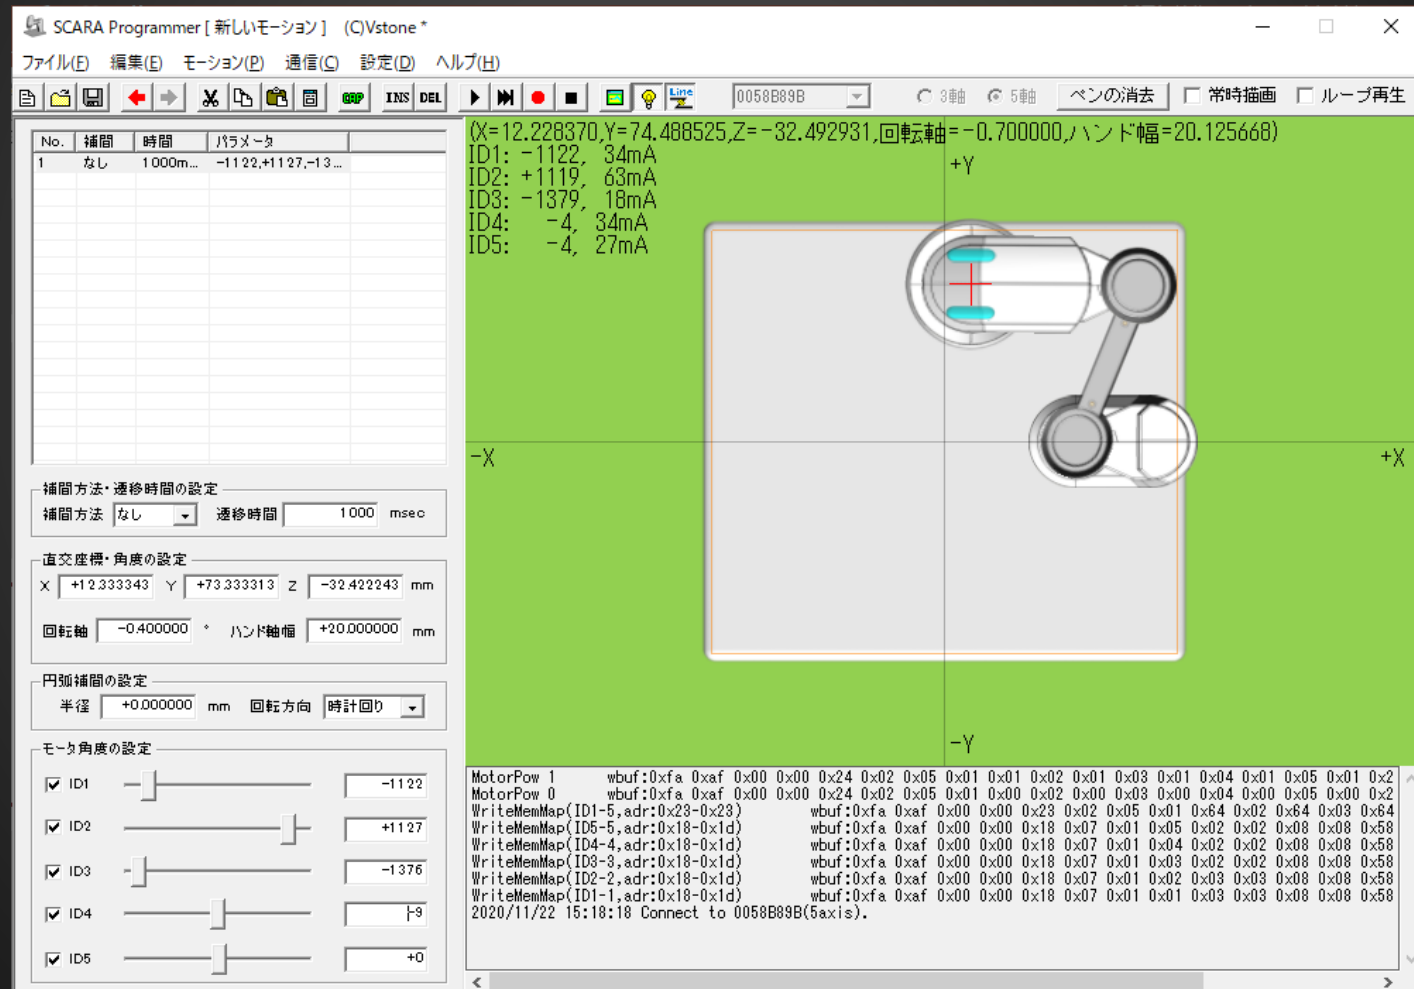 SCARA Programmer [ 新しいモーション ]　(C)Vstone *
ファイル(F)　編集(E)　モーション(P)　通信(C)　設定(D)　ヘルプ(H)
CAP INS DEL Line 0058B89B 3軸 5軸 ペンの消去 常時描画 ループ再生
No. 補間 時間 パラメータ
1 なし 1000m... -1122,+1127,-13...
補間方法・遷移時間の設定
補間方法 なし 遷移時間 1000 msec
直交座標・角度の設定
X +12.333343 Y +73.333313 Z -32.422243 mm
回転軸 -0.400000 ° ハンド軸幅 +20.000000 mm
円弧補間の設定
半径 +0.000000 mm 回転方向 時計回り
モータ角度の設定
ID1 -1122
ID2 +1127
ID3 -1376
ID4 -9
ID5 +0
(X=12.228370,Y=74.488525,Z=-32.492931,回転軸=-0.700000,ハンド幅=20.125668)
ID1: -1122, 34mA
ID2: +1119, 63mA
ID3: -1379, 18mA
ID4: -4, 34mA
ID5: -4, 27mA
+Y
-X
+X
-Y
MotorPow 1 wbuf:0xfa 0xaf 0x00 0x00 0x24 0x02 0x05 0x01 0x01 0x02 0x01 0x03 0x01 0x04 0x01 0x05 0x01 0x2
MotorPow 0 wbuf:0xfa 0xaf 0x00 0x00 0x24 0x02 0x05 0x01 0x00 0x02 0x00 0x03 0x00 0x04 0x00 0x05 0x00 0x2
WriteMemMap(ID1-5,adr:0x23-0x23) wbuf:0xfa 0xaf 0x00 0x00 0x23 0x02 0x05 0x01 0x64 0x02 0x64 0x03 0x64
WriteMemMap(ID5-5,adr:0x18-0x1d) wbuf:0xfa 0xaf 0x00 0x00 0x18 0x07 0x01 0x05 0x02 0x02 0x08 0x08 0x58
WriteMemMap(ID4-4,adr:0x18-0x1d) wbuf:0xfa 0xaf 0x00 0x00 0x18 0x07 0x01 0x04 0x02 0x02 0x08 0x08 0x58
WriteMemMap(ID3-3,adr:0x18-0x1d) wbuf:0xfa 0xaf 0x00 0x00 0x18 0x07 0x01 0x03 0x02 0x02 0x08 0x08 0x58
WriteMemMap(ID2-2,adr:0x18-0x1d) wbuf:0xfa 0xaf 0x00 0x00 0x18 0x07 0x01 0x02 0x03 0x03 0x08 0x08 0x58
WriteMemMap(ID1-1,adr:0x18-0x1d) wbuf:0xfa 0xaf 0x00 0x00 0x18 0x07 0x01 0x01 0x03 0x03 0x08 0x08 0x58
2020/11/22 15:18:18 Connect to 0058B89B(5axis).